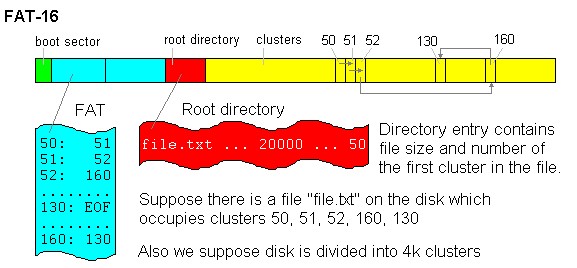 FAT-16
boot sector root directory clusters 50 51 52 130 160
FAT
50: 51
51: 52
52: 160
........
130: EOF
........
160: 130
Root directory
file.txt ... 20000 ... 50
Directory entry contains
file size and number of
the first cluster in the file.
Suppose there is a file "file.txt" on the disk which
occupies clusters 50, 51, 52, 160, 130
Also we suppose disk is divided into 4k clusters